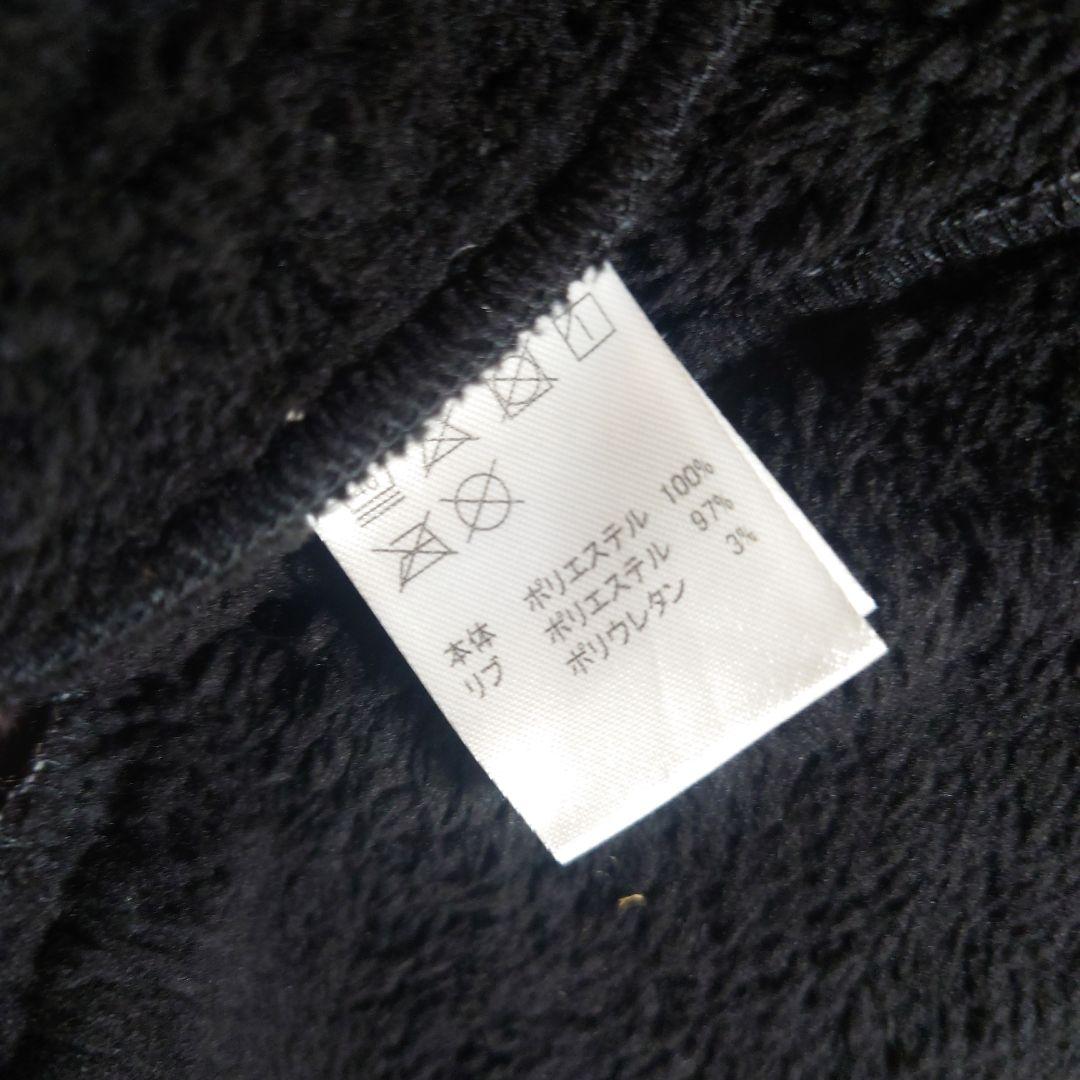 本体 ポリエステル 100%
リブ ポリエステル 97%
ポリウレタン 3%